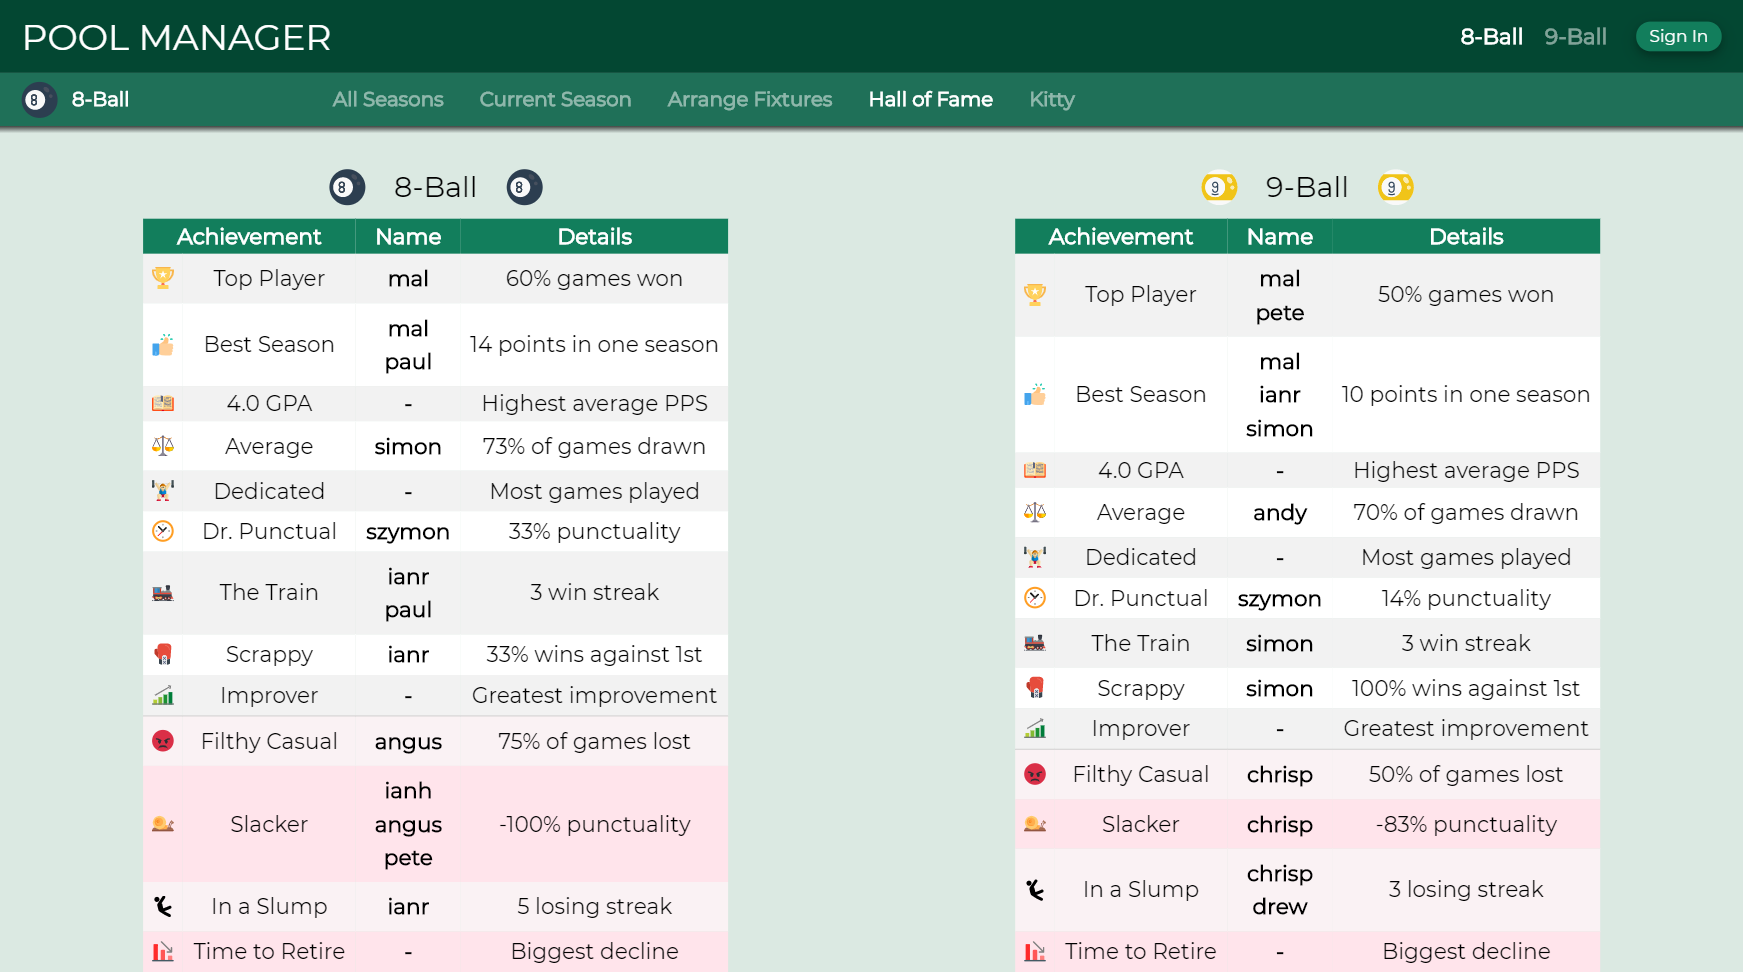 POOL MANAGER
8-Ball 9-Ball Sign In
8 8-Ball All Seasons Current Season Arrange Fixtures Hall of Fame Kitty
8 8-Ball 8
Achievement Name Details
Top Player mal 60% games won
Best Season mal paul 14 points in one season
4.0 GPA - Highest average PPS
Average simon 73% of games drawn
Dedicated - Most games played
Dr. Punctual szymon 33% punctuality
The Train ianr paul 3 win streak
Scrappy ianr 33% wins against 1st
Improver - Greatest improvement
Filthy Casual angus 75% of games lost
Slacker ianh angus pete -100% punctuality
In a Slump ianr 5 losing streak
Time to Retire - Biggest decline
9 9-Ball 9
Achievement Name Details
Top Player mal pete 50% games won
Best Season mal ianr simon 10 points in one season
4.0 GPA - Highest average PPS
Average andy 70% of games drawn
Dedicated - Most games played
Dr. Punctual szymon 14% punctuality
The Train simon 3 win streak
Scrappy simon 100% wins against 1st
Improver - Greatest improvement
Filthy Casual chrisp 50% of games lost
Slacker chrisp -83% punctuality
In a Slump chrisp drew 3 losing streak
Time to Retire - Biggest decline